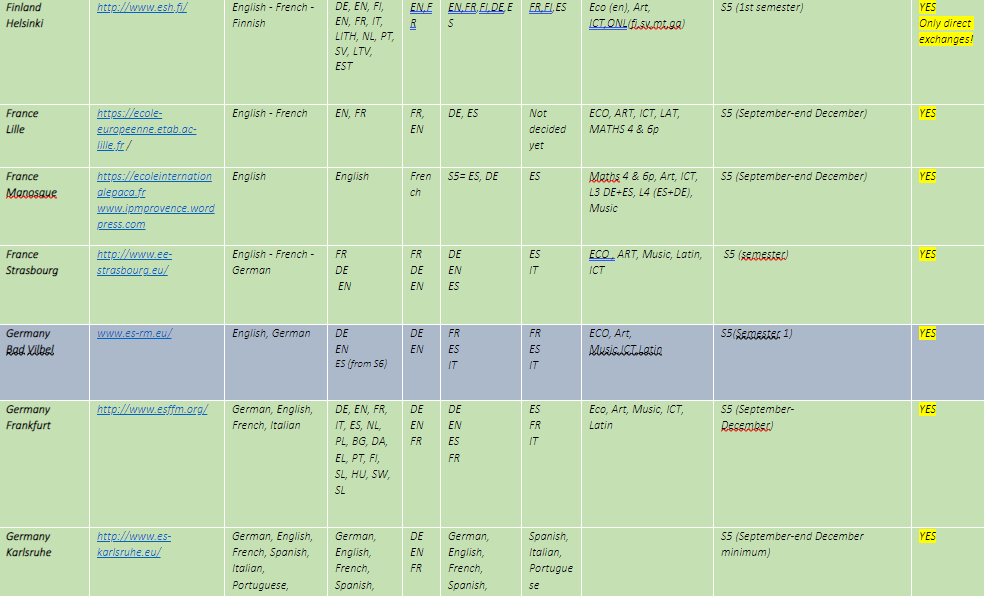 Finland
Helsinki
http://www.esh.fi/
English - French -
Finnish
DE, EN, FI,
EN, FR, IT,
LITH, NL, PT,
SV, LTV,
EST
EN,F
R
EN,FR,FI,DE,E
S
FR,FI,ES
Eco (en), Art,
ICT,ONL(fi,sv,mt,ga)
S5 (1st semester)
YES
Only direct
exchanges!
France
Lille
https://ecole-
europeenne.etab.ac-
lille.fr /
English - French
EN, FR
FR,
EN
DE, ES
Not
decided
yet
ECO, ART, ICT, LAT,
MATHS 4 & 6p
S5 (September-end December)
YES
France
Manosque
https://ecoleinternation
alepaca.fr
www.ipmprovence.word
press.com
English
English
Fren
ch
S5= ES, DE
ES
Maths 4 & 6p, Art, ICT,
L3 DE+ES, L4 (ES+DE),
Music
S5 (September-end December)
YES
France
Strasbourg
http://www.ee-
strasbourg.eu/
English - French -
German
FR
DE
EN
FR
DE
EN
DE
EN
ES
ES
IT
ECO , ART, Music, Latin,
ICT
S5 (semester)
YES
Germany
Bad Vilbel
www.es-rm.eu/
English, German
DE
EN
ES (from S6)
DE
EN
FR
ES
IT
FR
ES
IT
ECO, Art,
Music,ICT,Latin
S5(Semester 1)
YES
Germany
Frankfurt
http://www.esffm.org/
German, English,
French, Italian
DE, EN, FR,
IT, ES, NL,
PL, BG, DA,
EL, PT, FI,
SL, HU, SW,
SL
DE
EN
FR
DE
EN
ES
FR
ES
FR
IT
Eco, Art, Music, ICT,
Latin
S5 (September-
December)
YES
Germany
Karlsruhe
http://www.es-
karlsruhe.eu/
German, English,
French, Spanish,
Italian,
Portuguese,
German,
English,
French,
Spanish,
DE
EN
FR
German,
English,
French,
Spanish,
Spanish,
Italian,
Portugue
se
S5 (September-end December
minimum)
YES